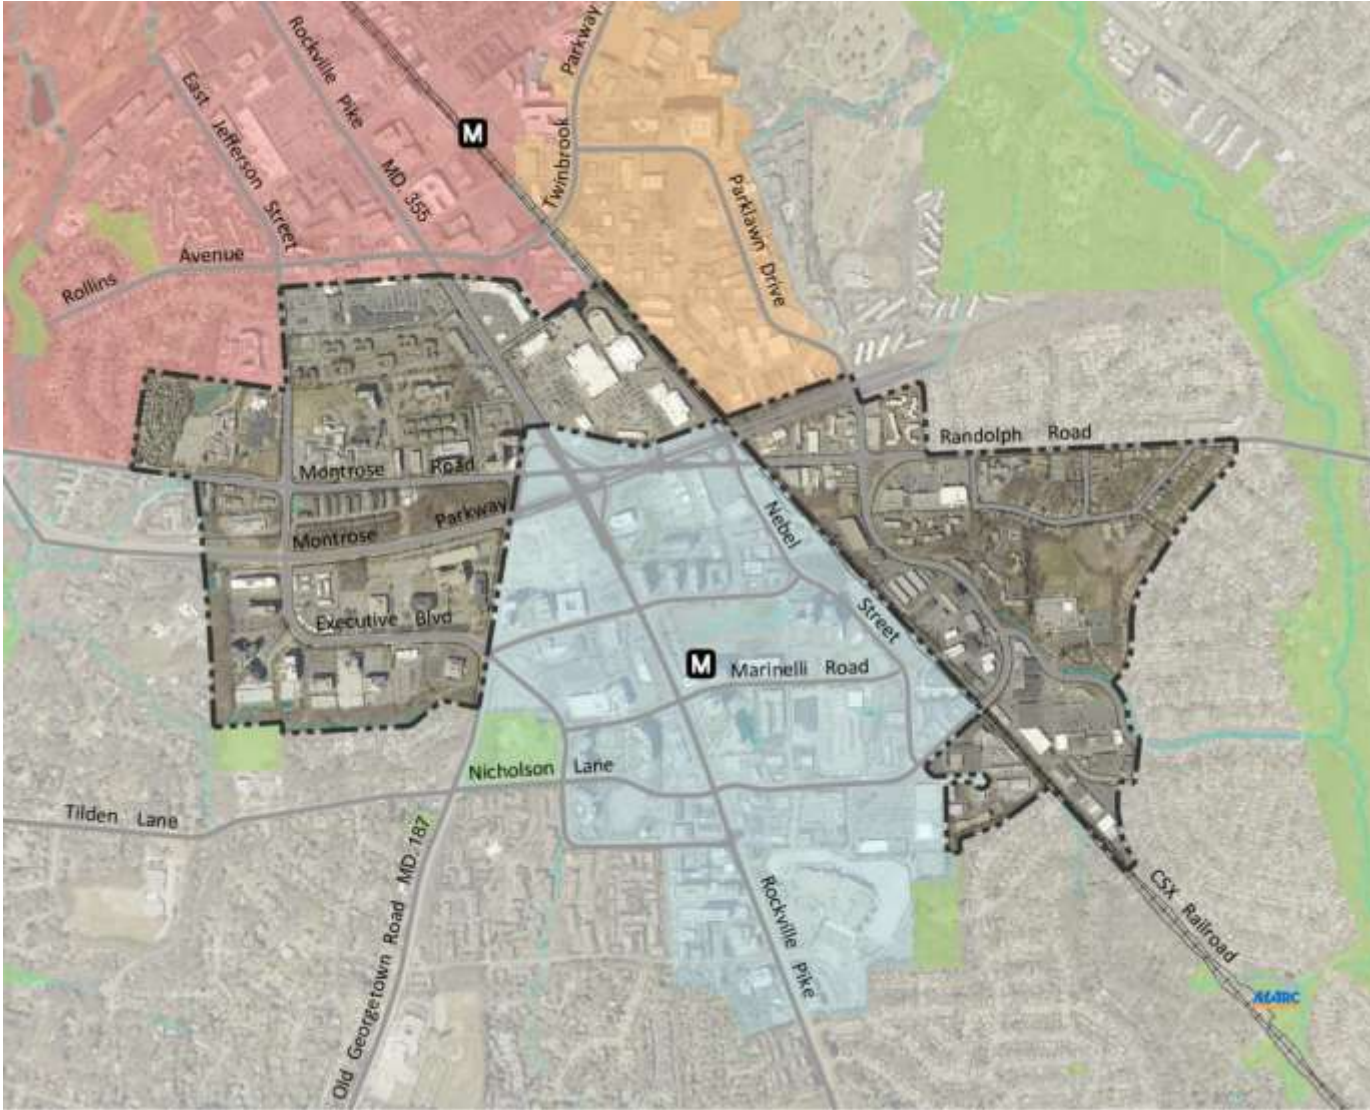 Rockville Pike MD. 355
Twinbrook Parkway
East Jefferson Street
M
Parklawn Drive
Rollins Avenue
Randolph Road
Montrose Road
Montrose Parkway
Nebel Street
Executive Blvd
M
Marinelli Road
Nicholson Lane
Tilden Lane
Old Georgetown Road MD. 187
Rockville Pike
CSX Railroad
MARC